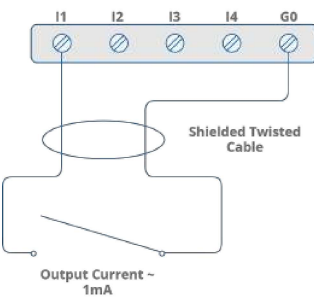 I1 I2 I3 I4 G0
Shielded Twisted
Cable
Output Current ~
1mA